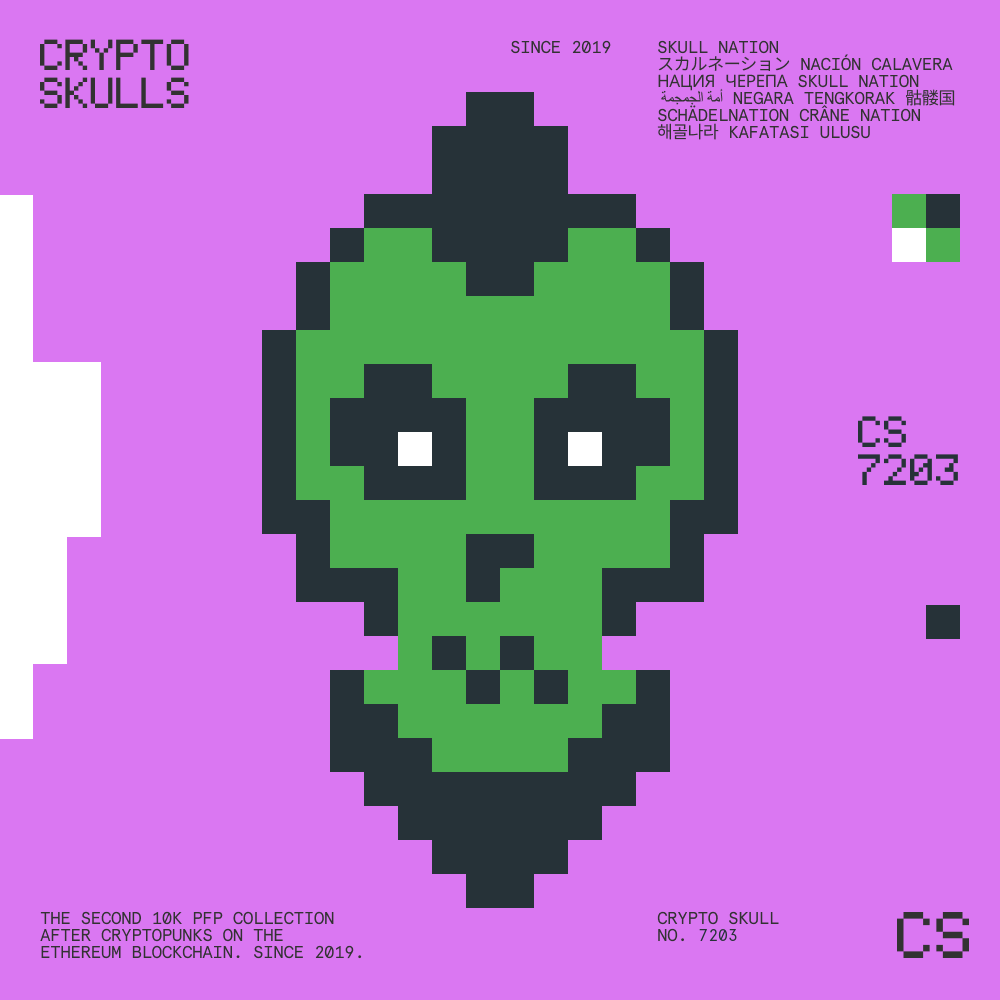 CRYPTO
SKULLS
SINCE 2019
SKULL NATION
スカルネーション NACIÓN CALAVERA
НАЦИЯ ЧЕРЕПА SKULL NATION
أمة الجمجمة NEGARA TENGKORAK 骷髅国
SCHÄDELNATION CRÂNE NATION
해골나라 KAFATASI ULUSU
CS
7203
THE SECOND 10K PFP COLLECTION
AFTER CRYPTOPUNKS ON THE
ETHEREUM BLOCKCHAIN. SINCE 2019.
CRYPTO SKULL
NO. 7203
CS